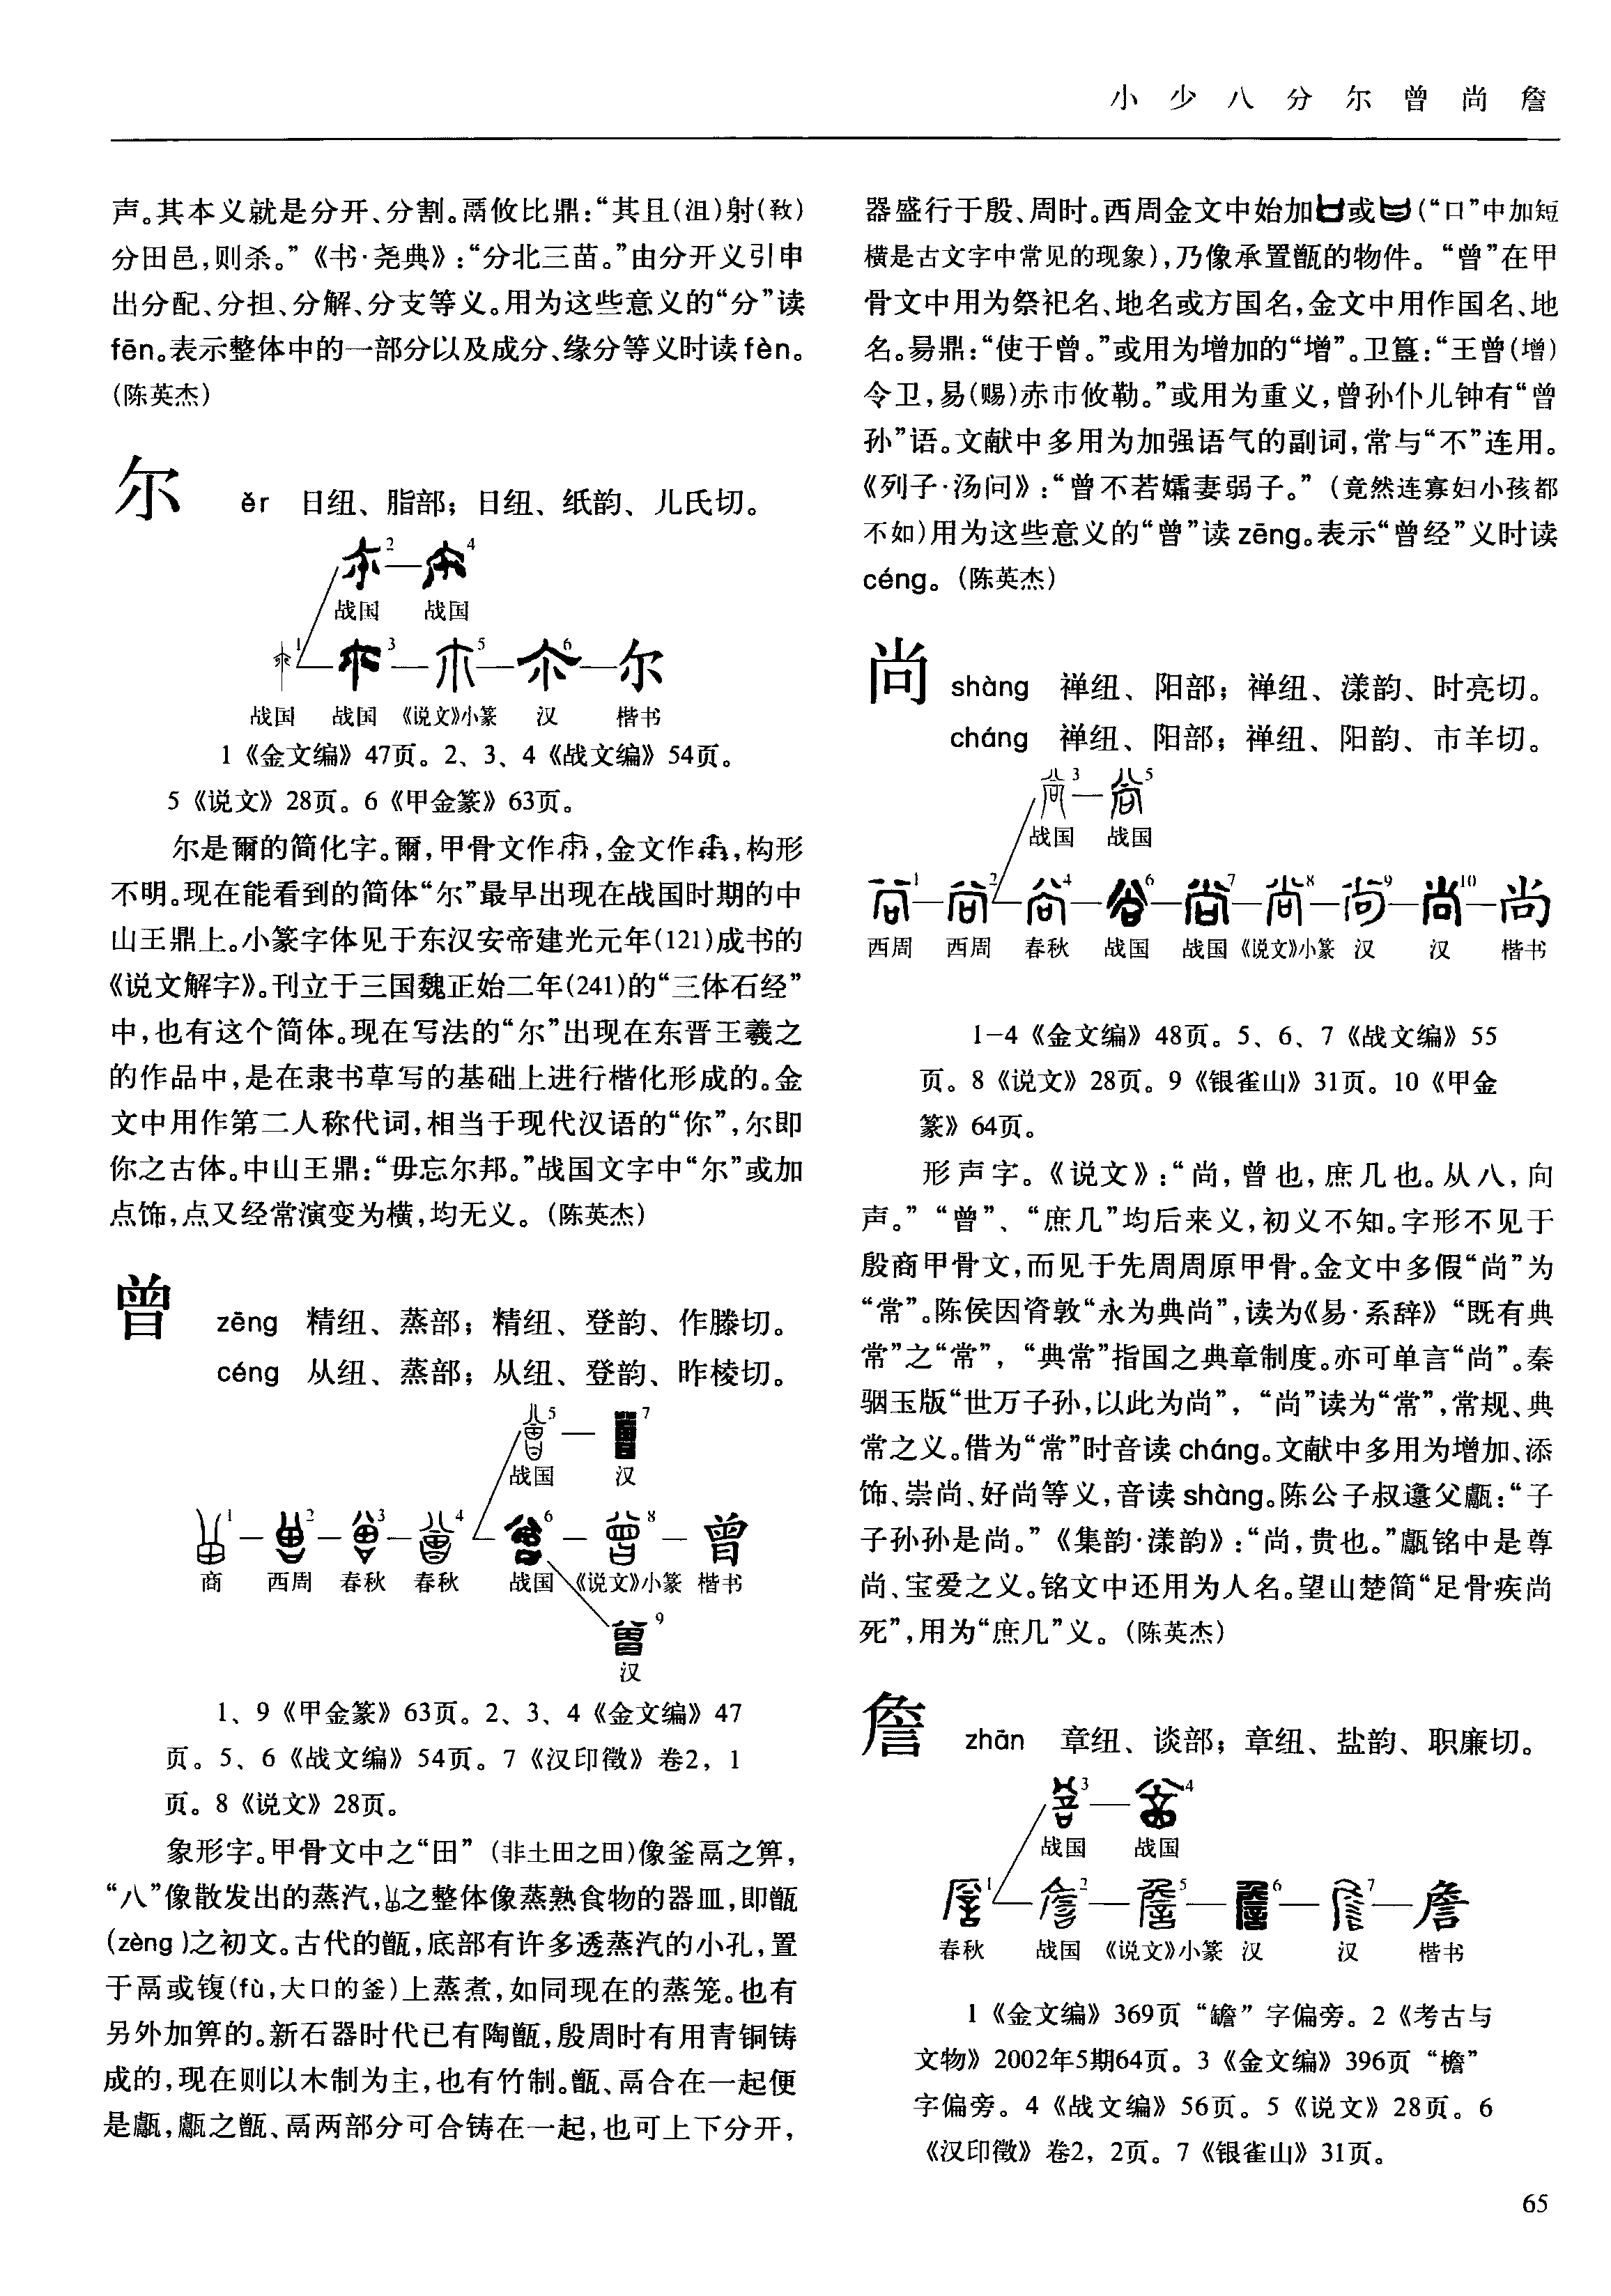 小 少 八 分 尔 曾 尚 詹
声。其本义就是分开、分割。鬲攸比鼎:“其且(沮)射(斁)
分田邑,则杀。”《书·尧典》:“分北三苗。”由分开义引申
出分配、分担、分解、分支等义。用为这些意义的“分”读
fēn。表示整体中的一部分以及成分、缘分等义时读fèn。
(陈英杰)
尔 ěr 日纽、脂部；日纽、纸韵、儿氏切。
2 4
战国 战国
1 3 5 6 尔
战国 战国 《说文》小篆 汉 楷书
1《金文编》47页。2、3、4《战文编》54页。
5《说文》28页。6《甲金篆》63页。
尔是爾的简化字。爾,甲骨文作,金文作,构形
不明。现在能看到的简体“尔”最早出现在战国时期的中
山王鼎上。小篆字体见于东汉安帝建光元年(121)成书的
《说文解字》。刊立于三国魏正始二年(241)的“三体石经”
中,也有这个简体。现在写法的“尔”出现在东晋王羲之
的作品中,是在隶书草写的基础上进行楷化形成的。金
文中用作第二人称代词,相当于现代汉语的“你”,尔即
你之古体。中山王鼎:“毋忘尔邦。”战国文字中“尔”或加
点饰,点又经常演变为横,均无义。(陈英杰)
曾 zēng 精纽、蒸部；精纽、登韵、作滕切。
céng 从纽、蒸部；从纽、登韵、昨棱切。
5 7
战国 汉
1 2 3 4 6 8 曾
商 西周 春秋 春秋 战国 《说文》小篆 楷书
9
汉
1、9《甲金篆》63页。2、3、4《金文编》47
页。5、6《战文编》54页。7《汉印徵》卷2，1
页。8《说文》28页。
象形字。甲骨文中之“田”(非土田之田)像釜鬲之箅,
“八”像散发出的蒸汽,之整体像蒸熟食物的器皿,即甑
(zèng)之初文。古代的甑,底部有许多透蒸汽的小孔,置
于鬲或鍑(fù,大口的釜)上蒸煮,如同现在的蒸笼。也有
另外加箅的。新石器时代已有陶甑,殷周时有用青铜铸
成的,现在则以木制为主,也有竹制。甑、鬲合在一起便
是甗,甗之甑、鬲两部分可合铸在一起,也可上下分开,
器盛行于殷、周时。西周金文中始加或(“口”中加短
横是古文字中常见的现象),乃像承置甑的物件。“曾”在甲
骨文中用为祭祀名、地名或方国名,金文中用作国名、地
名。昜鼎:“使于曾。”或用为增加的“增”。卫簋:“王曾(增)
令卫,易(赐)赤巿攸勒。”或用为重义,曾孙仆儿钟有“曾
孙”语。文献中多用为加强语气的副词,常与“不”连用。
《列子·汤问》:“曾不若孀妻弱子。”(竟然连寡妇小孩都
不如)用为这些意义的“曾”读zēng。表示“曾经”义时读
céng。(陈英杰)
尚 shàng 禅纽、阳部；禅纽、漾韵、时亮切。
cháng 禅纽、阳部；禅纽、阳韵、市羊切。
3 5
战国 战国
1 2 4 6 7 8 9 10 尚
西周 西周 春秋 战国 战国 《说文》小篆 汉 汉 楷书
1-4《金文编》48页。5、6、7《战文编》55
页。8《说文》28页。9《银雀山》31页。10《甲金
篆》64页。
形声字。《说文》:“尚,曾也,庶几也。从八,向
声。”“曾”、“庶几”均后来义,初义不知。字形不见于
殷商甲骨文,而见于先周周原甲骨。金文中多假“尚”为
“常”。陈侯因资敦“永为典尚”,读为《易·系辞》“既有典
常”之“常”，“典常”指国之典章制度。亦可单言“尚”。秦
骃玉版“世万子孙,以此为尚”，“尚”读为“常”,常规、典
常之义。借为“常”时音读cháng。文献中多用为增加、添
饰、崇尚、好尚等义,音读shàng。陈公子叔邍父甗:“子
子孙孙是尚。”《集韵·漾韵》:“尚,贵也。”甗铭中是尊
尚、宝爱之义。铭文中还用为人名。望山楚简“足骨疾尚
死”,用为“庶几”义。(陈英杰)
詹 zhān 章纽、谈部；章纽、盐韵、职廉切。
3 4
战国 战国
1 2 5 6 7 詹
春秋 战国 《说文》小篆 汉 汉 楷书
1《金文编》369页“䃫”字偏旁。2《考古与
文物》2002年5期64页。3《金文编》396页“檐”
字偏旁。4《战文编》56页。5《说文》28页。6
《汉印徵》卷2，2页。7《银雀山》31页。
65